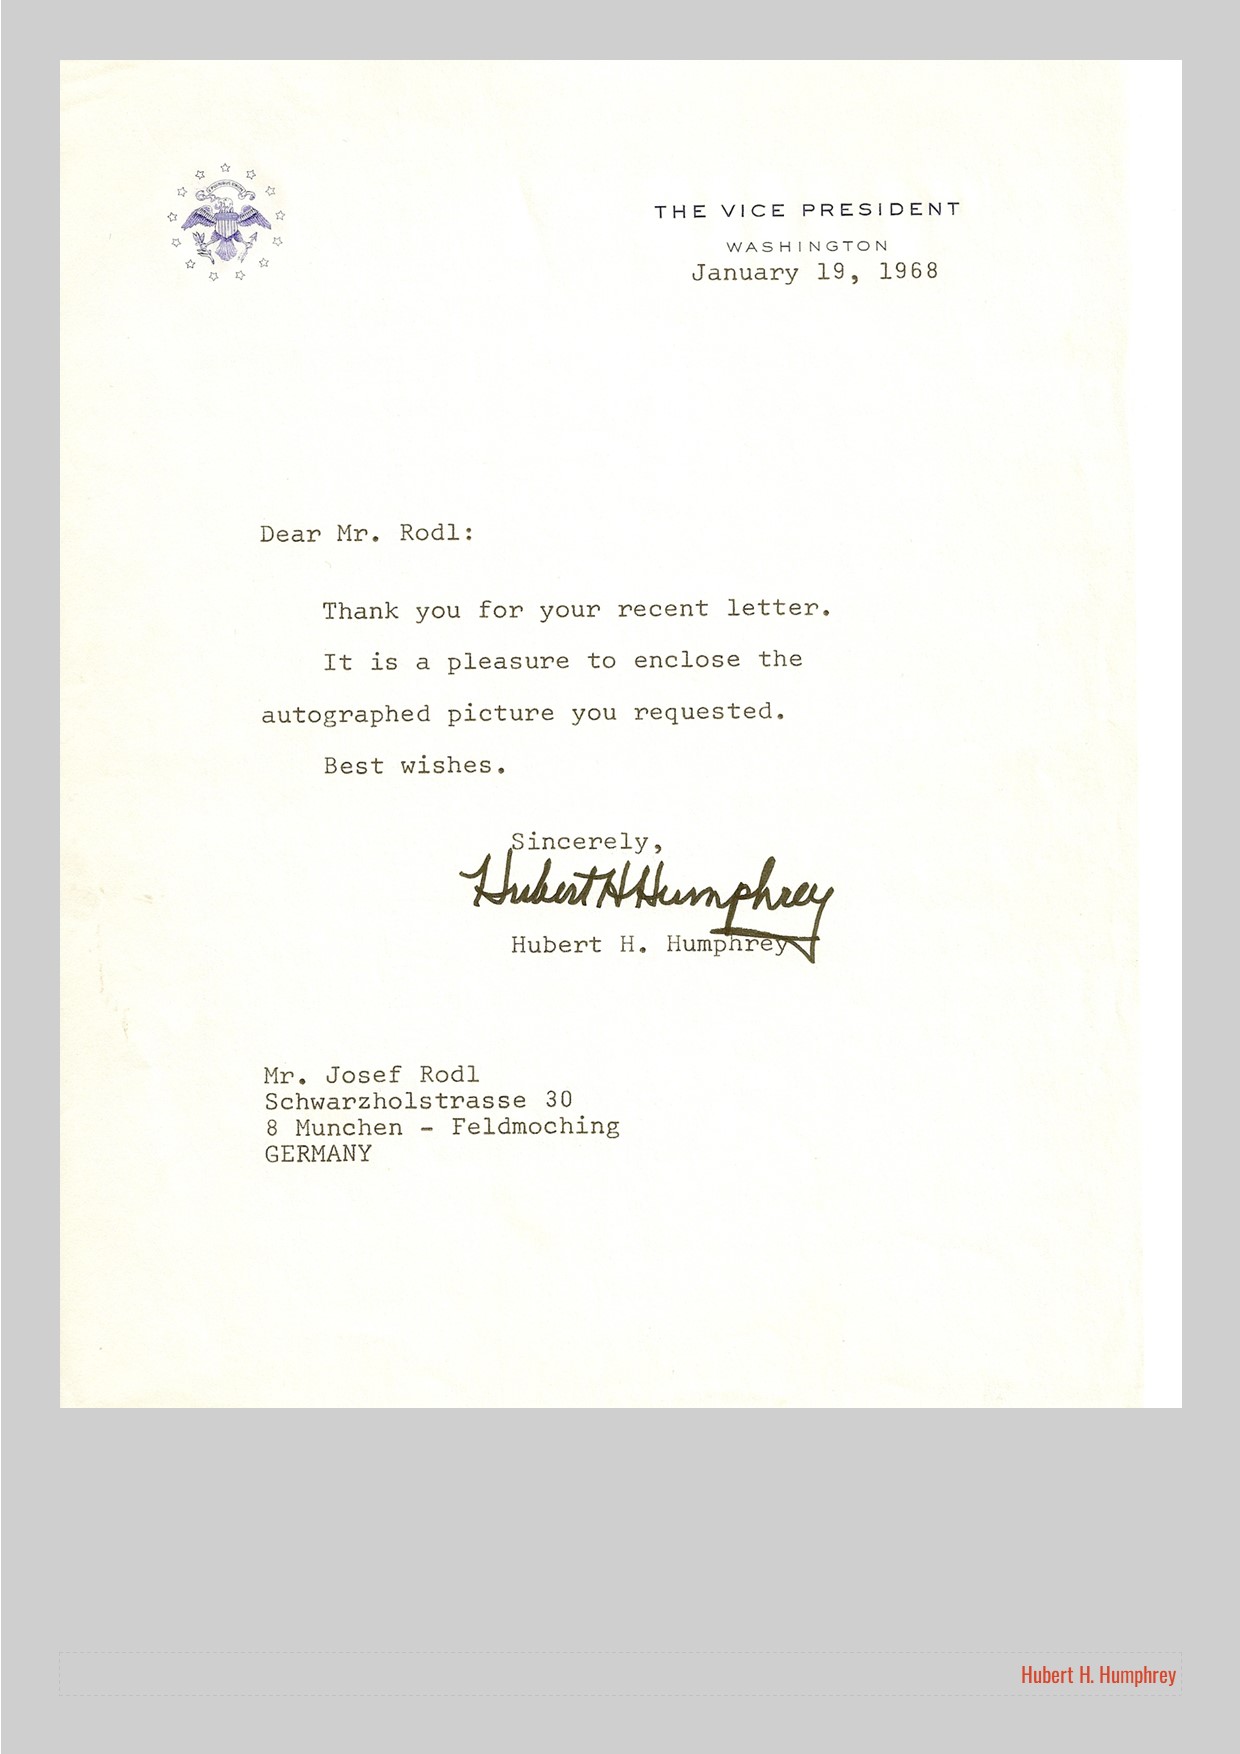 THE VICE PRESIDENT
WASHINGTON
January 19, 1968
Dear Mr. Rodl:
Thank you for your recent letter.
It is a pleasure to enclose the
autographed picture you requested.
Best wishes.
Sincerely,
Hubert H Humphrey
Hubert H. Humphrey
Mr. Josef Rodl
Schwarzholstrasse 30
8 Munchen - Feldmoching
GERMANY
Hubert H. Humphrey